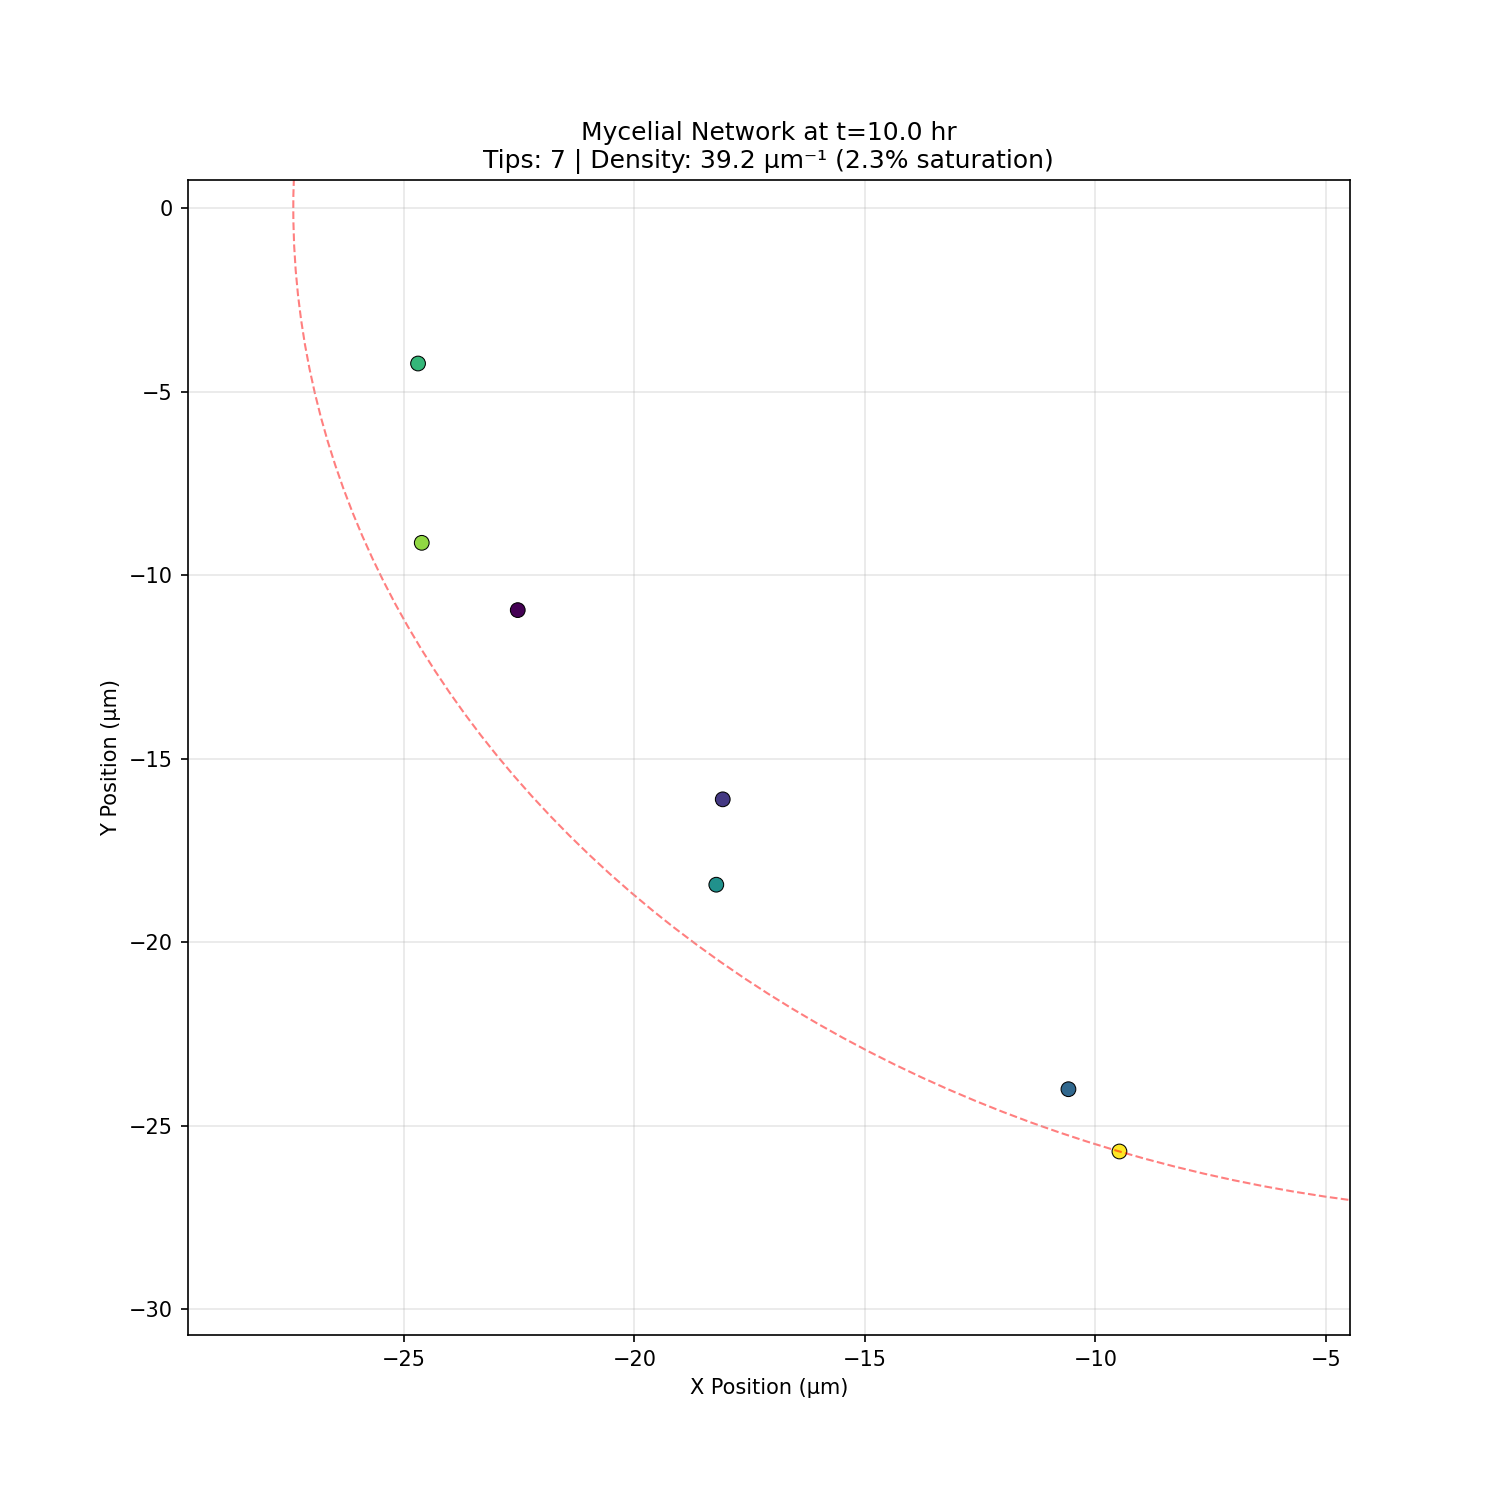 Mycelial Network at t=10.0 hr
Tips: 7 | Density: 39.2 µm⁻¹ (2.3% saturation)
0
−5
−10
−15
−20
−25
−30
Y Position (µm)
−25 −20 −15 −10 −5
X Position (µm)